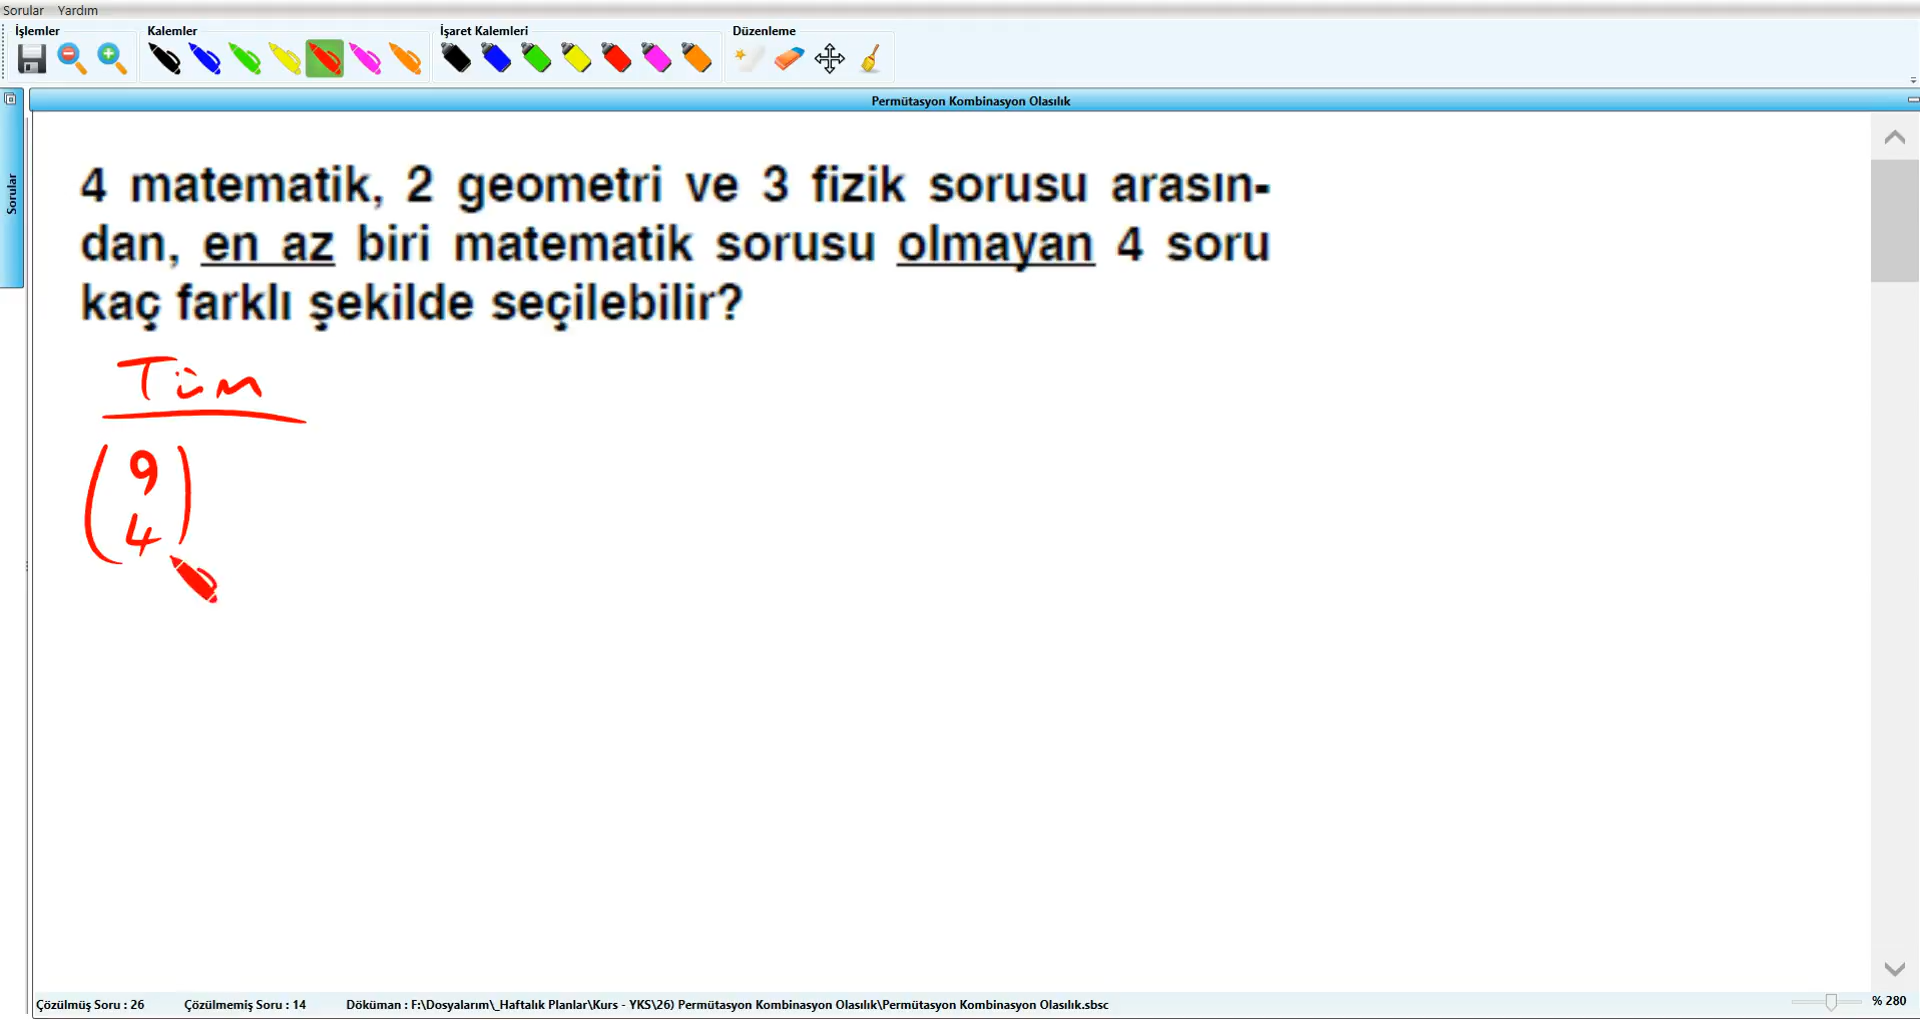 Sorular Yardım
İşlemler Kalemler İşaret Kalemleri Düzenleme
Permütasyon Kombinasyon Olasılık
Sorular
4 matematik, 2 geometri ve 3 fizik sorusu arasın-
dan, en az biri matematik sorusu olmayan 4 soru
kaç farklı şekilde seçilebilir?
Tüm
(9
4)
Çözülmüş Soru : 26 Çözülmemiş Soru : 14 Döküman : F:\Dosyalarım\_Haftalık Planlar\Kurs - YKS\26) Permütasyon Kombinasyon Olasılık\Permütasyon Kombinasyon Olasılık.sbsc % 280